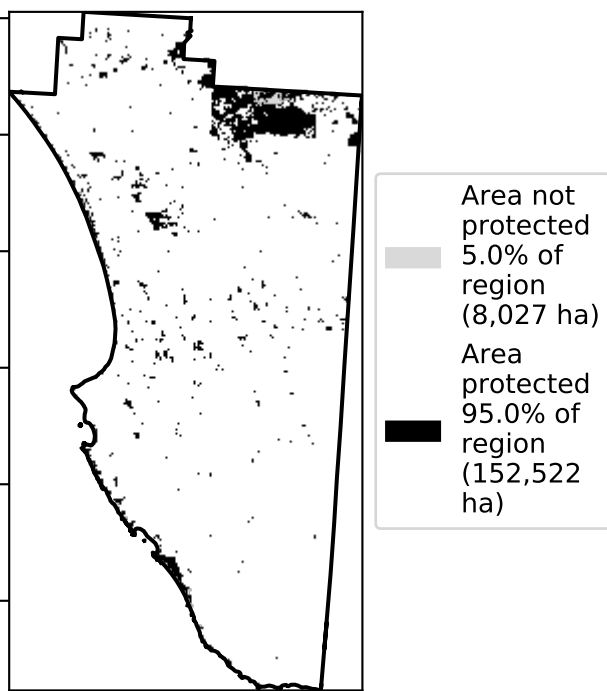 Area not
protected
5.0% of
region
(8,027 ha)
Area
protected
95.0% of
region
(152,522
ha)